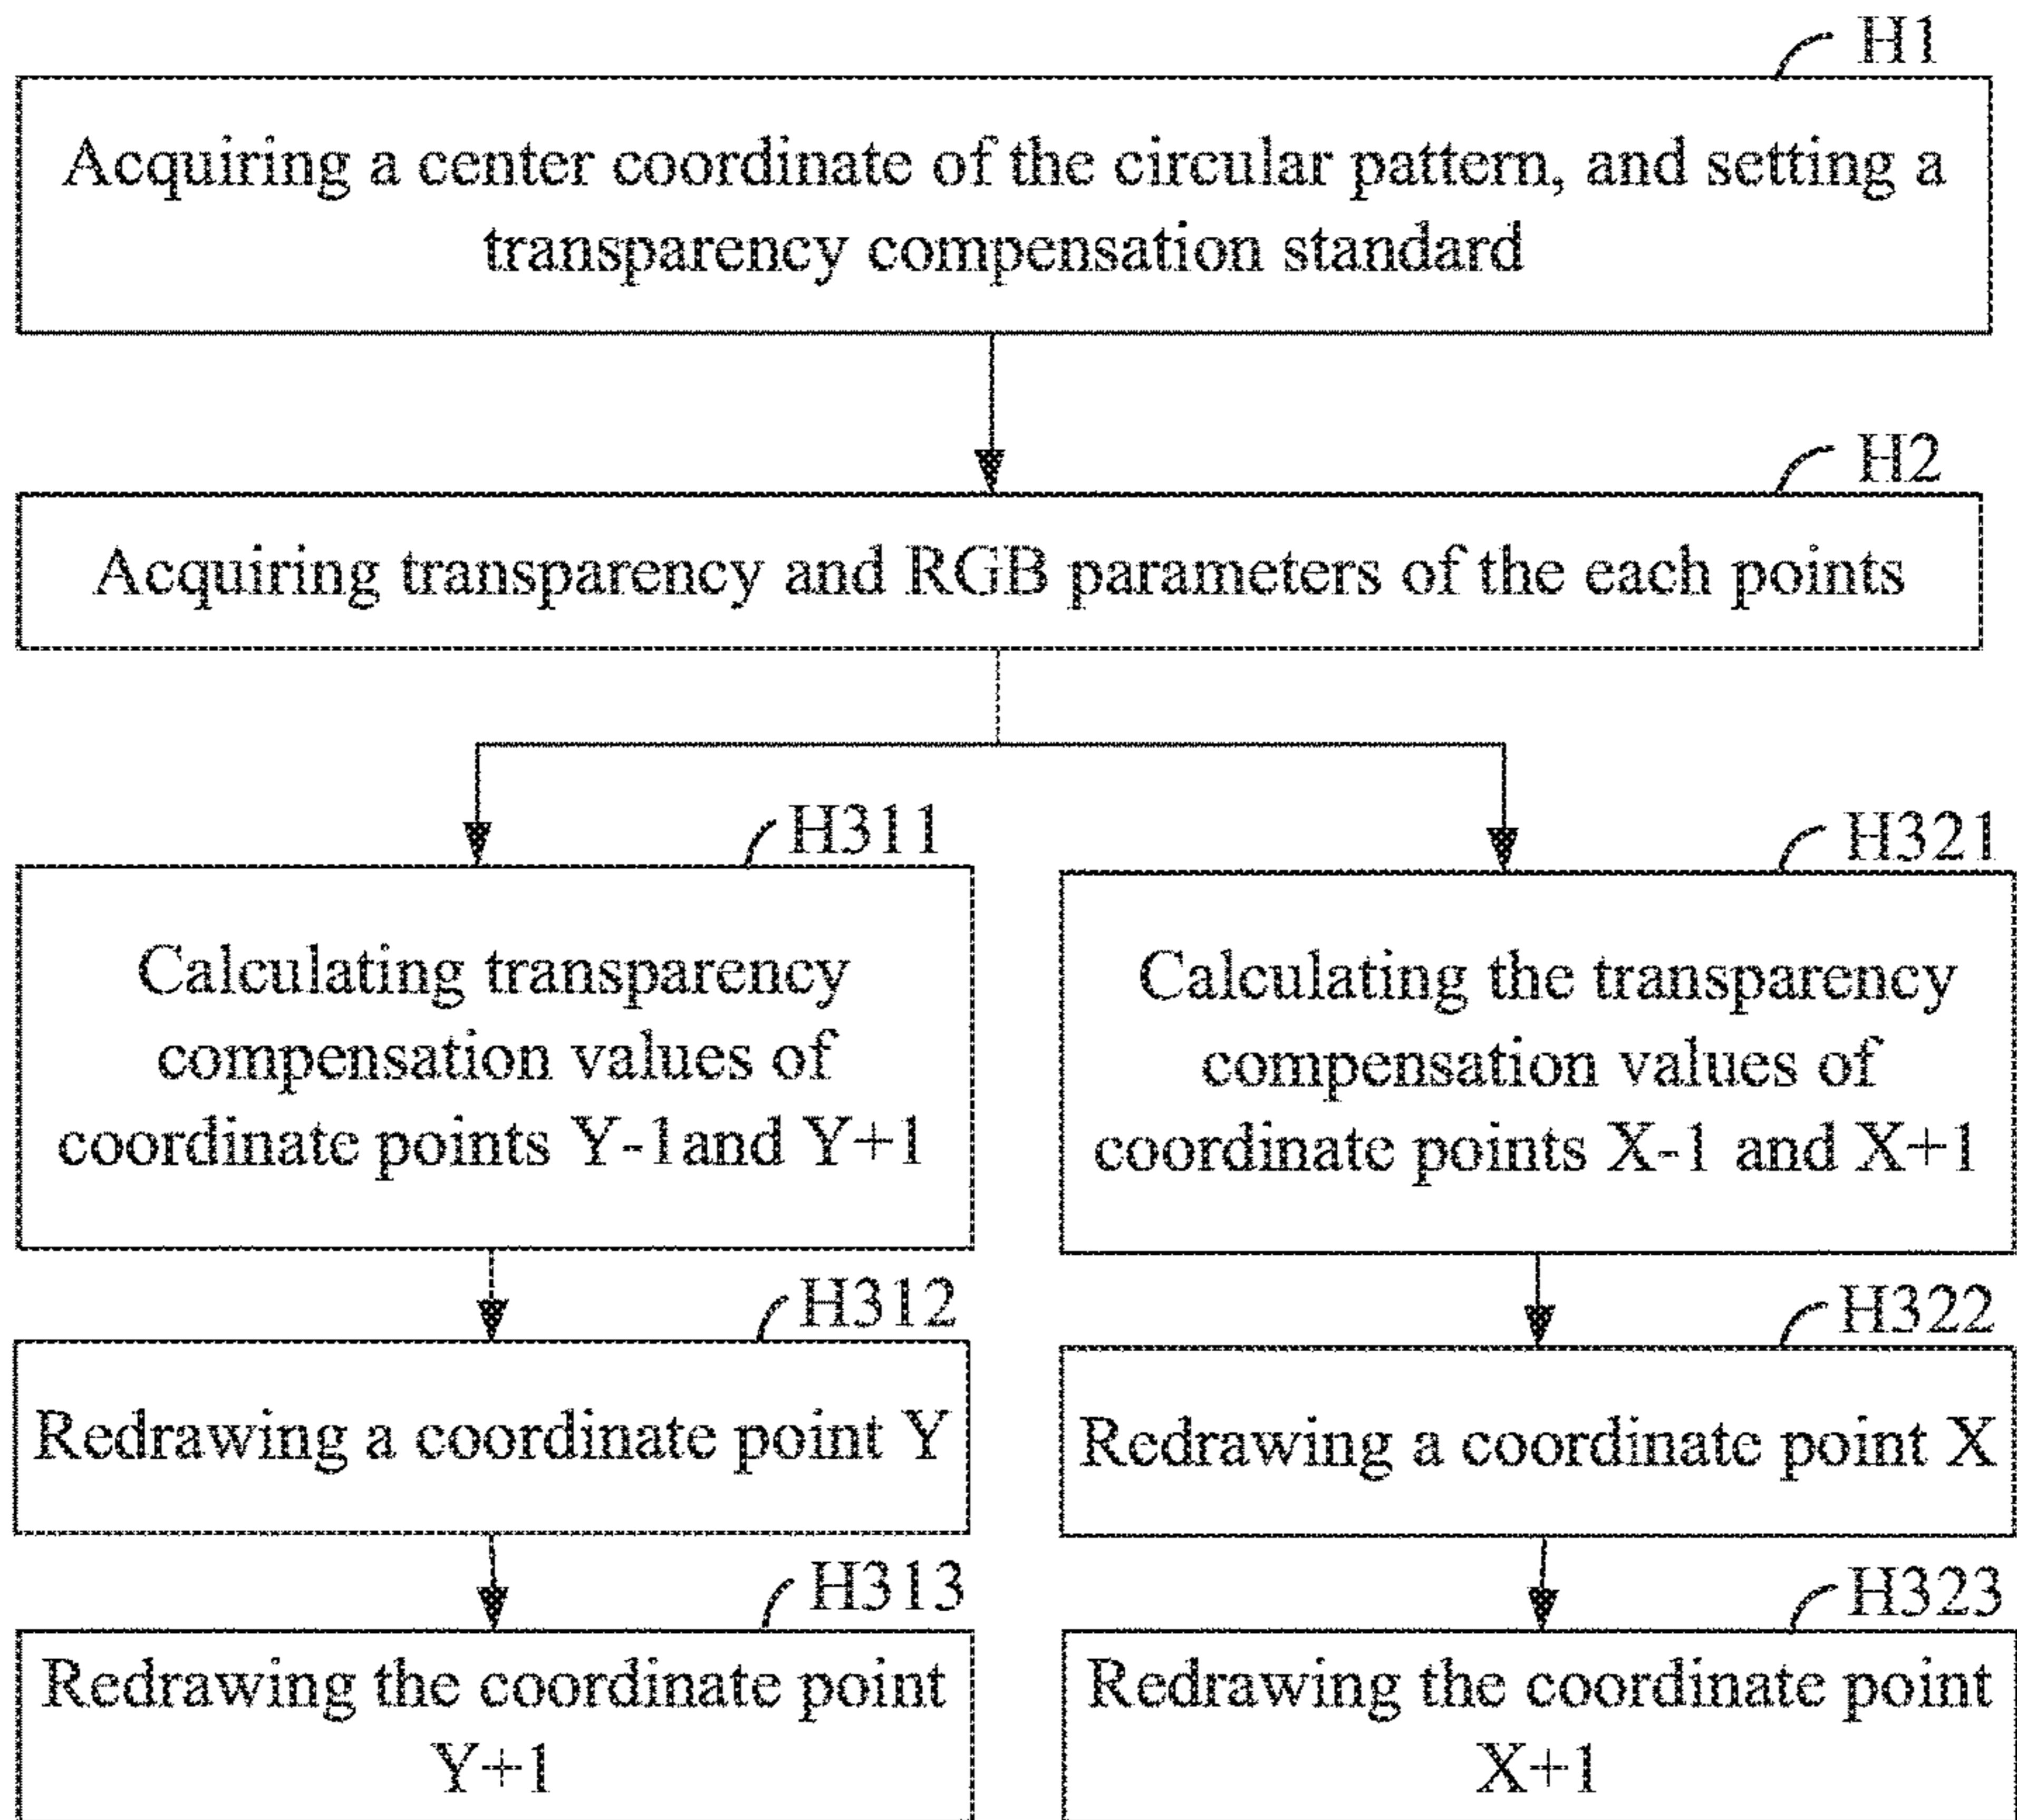 H1
Acquiring a center coordinate of the circular pattern, and setting a
transparency compensation standard
H2
Acquiring transparency and RGB parameters of the each points
H311
Calculating transparency
compensation values of
coordinate points Y-1and Y+1
H321
Calculating the transparency
compensation values of
coordinate points X-1 and X+1
H312
Redrawing a coordinate point Y
H322
Redrawing a coordinate point X
H313
Redrawing the coordinate point
Y+1
H323
Redrawing the coordinate point
X+1